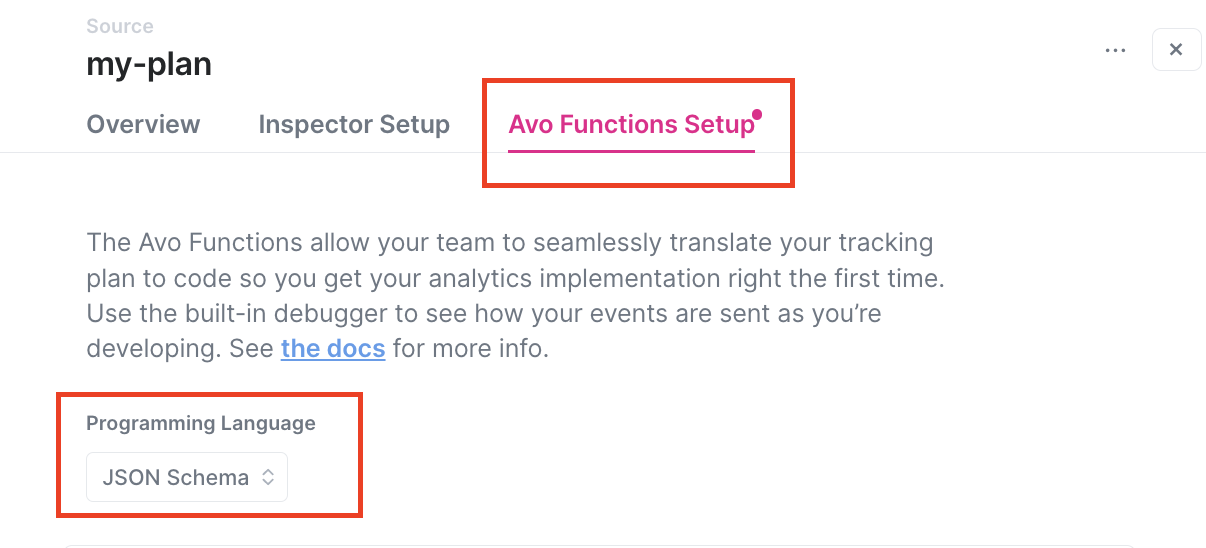 Source
my-plan
Overview Inspector Setup Avo Functions Setup
The Avo Functions allow your team to seamlessly translate your tracking
plan to code so you get your analytics implementation right the first time.
Use the built-in debugger to see how your events are sent as you’re
developing. See the docs for more info.
Programming Language
JSON Schema